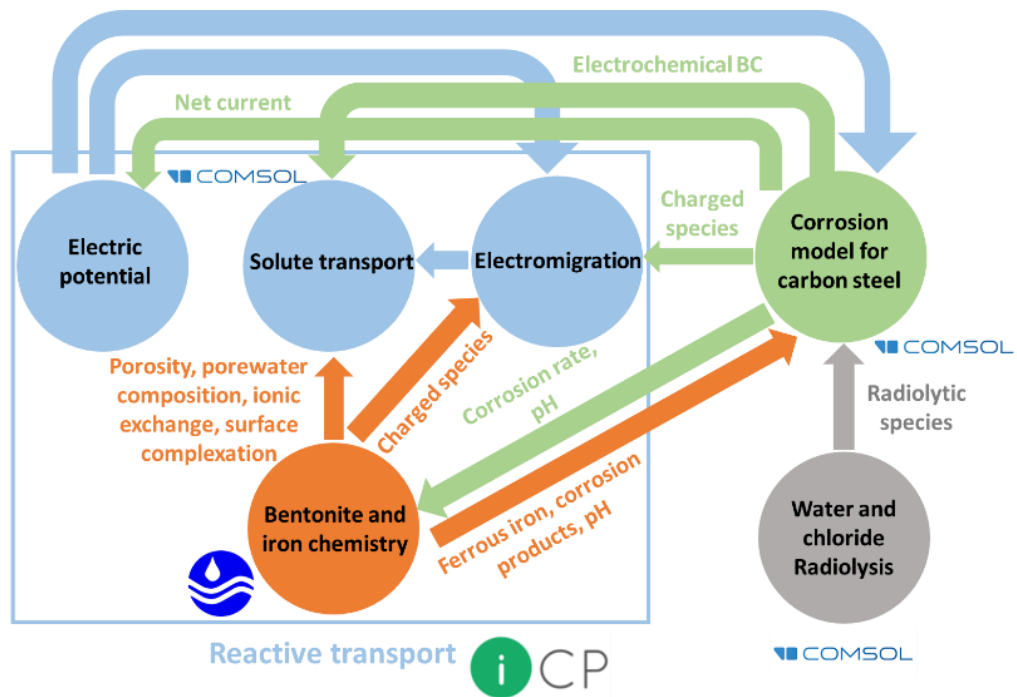 Electrochemical BC
Net current
COMSOL
Electric
potential
Solute transport
Electromigration
Charged
species
Corrosion
model for
carbon steel
COMSOL
Porosity, porewater
composition, ionic
exchange, surface
complexation
Charged species
Corrosion rate,
pH
Radiolytic
species
Bentonite and
iron chemistry
Ferrous iron, corrosion
products, pH
Water and
chloride
Radiolysis
Reactive transport
iCP
COMSOL